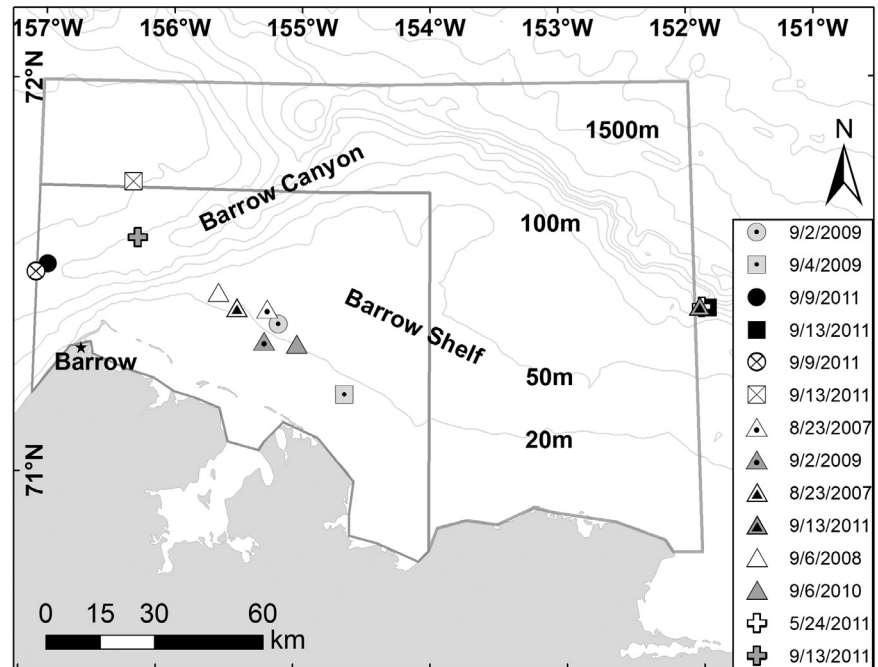 157°W 156°W 155°W 154°W 153°W 152°W 151°W
72°N
N
1500m
Barrow Canyon
100m
9/2/2009
9/4/2009
9/9/2011
9/13/2011
9/9/2011
9/13/2011
8/23/2007
9/2/2009
8/23/2007
9/13/2011
9/6/2008
9/6/2010
5/24/2011
9/13/2011
Barrow Shelf
Barrow
50m
20m
71°N
0 15 30 60
km